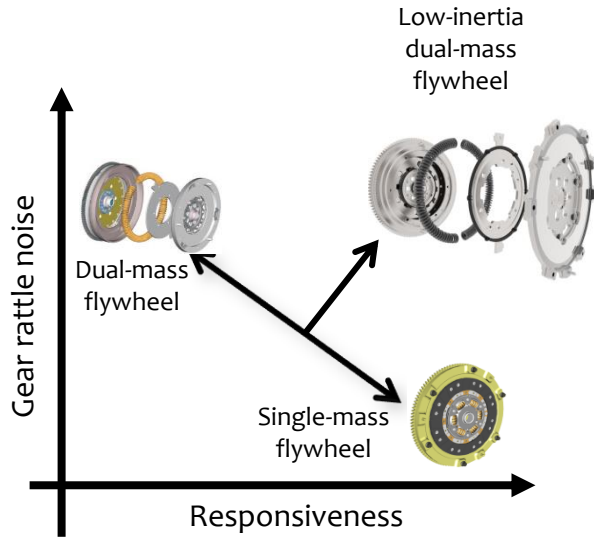 Low-inertia
dual-mass
flywheel
Gear rattle noise
Dual-mass
flywheel
Single-mass
flywheel
Responsiveness